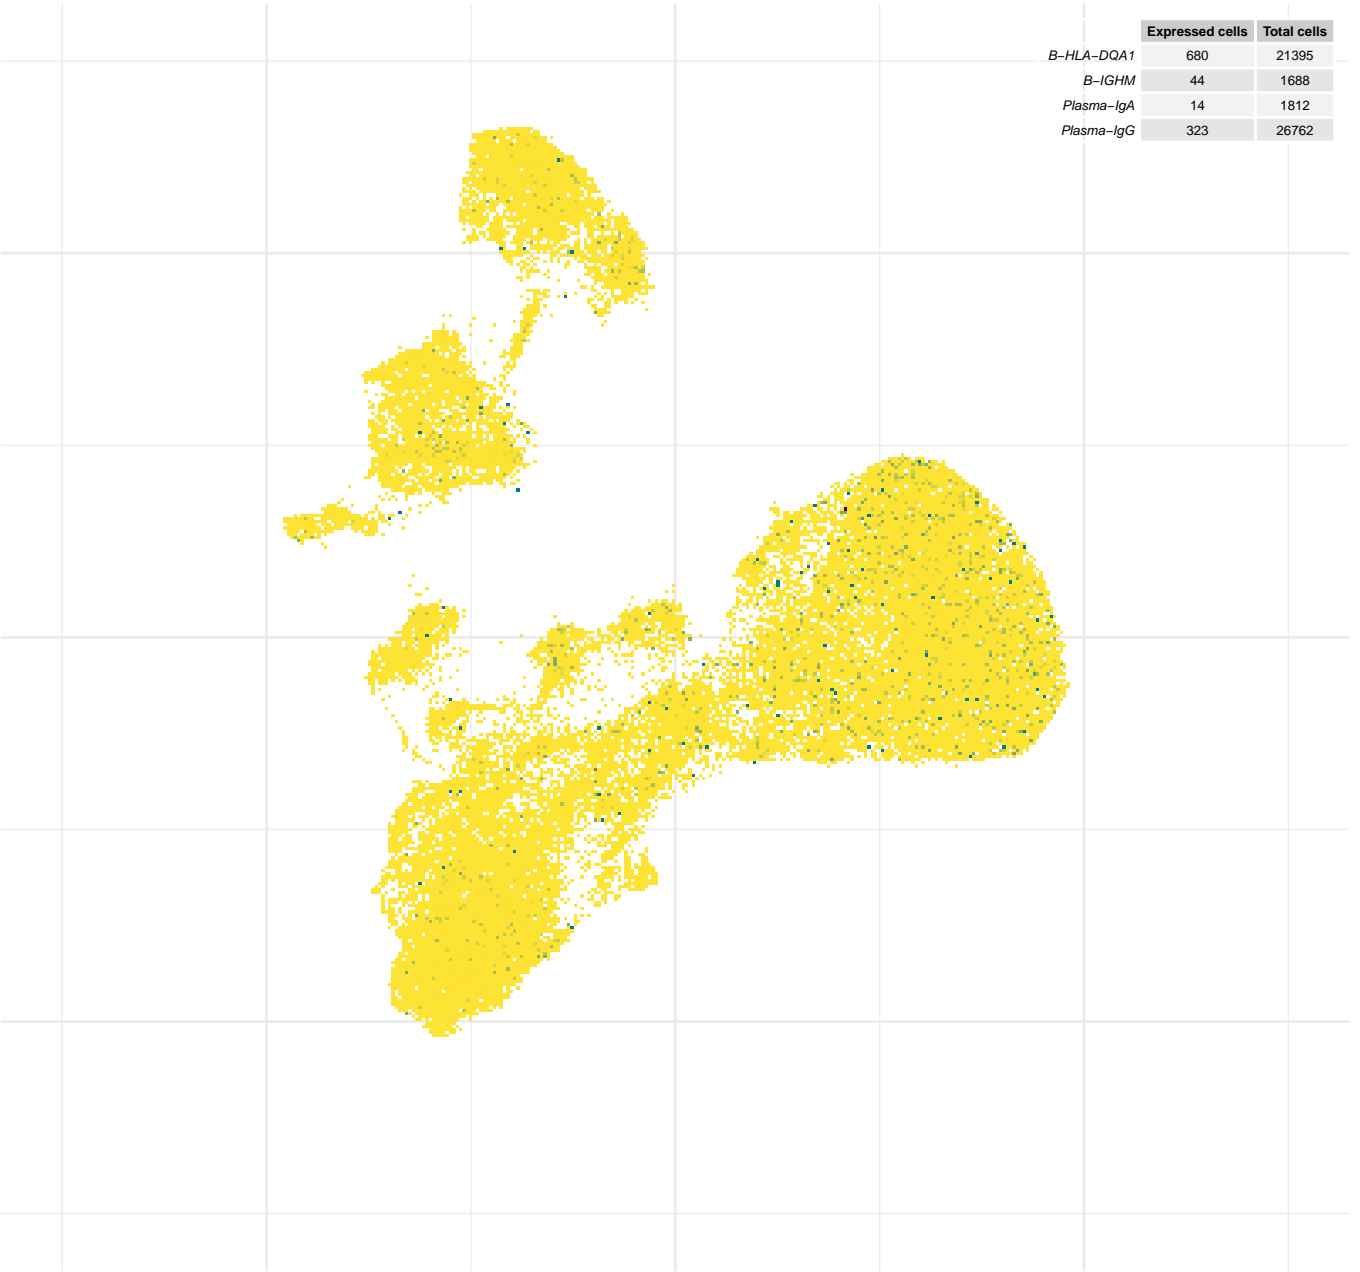 Expressed cells Total cells
B−HLA−DQA1 680 21395
B−IGHM 44 1688
Plasma−IgA 14 1812
Plasma−IgG 323 26762